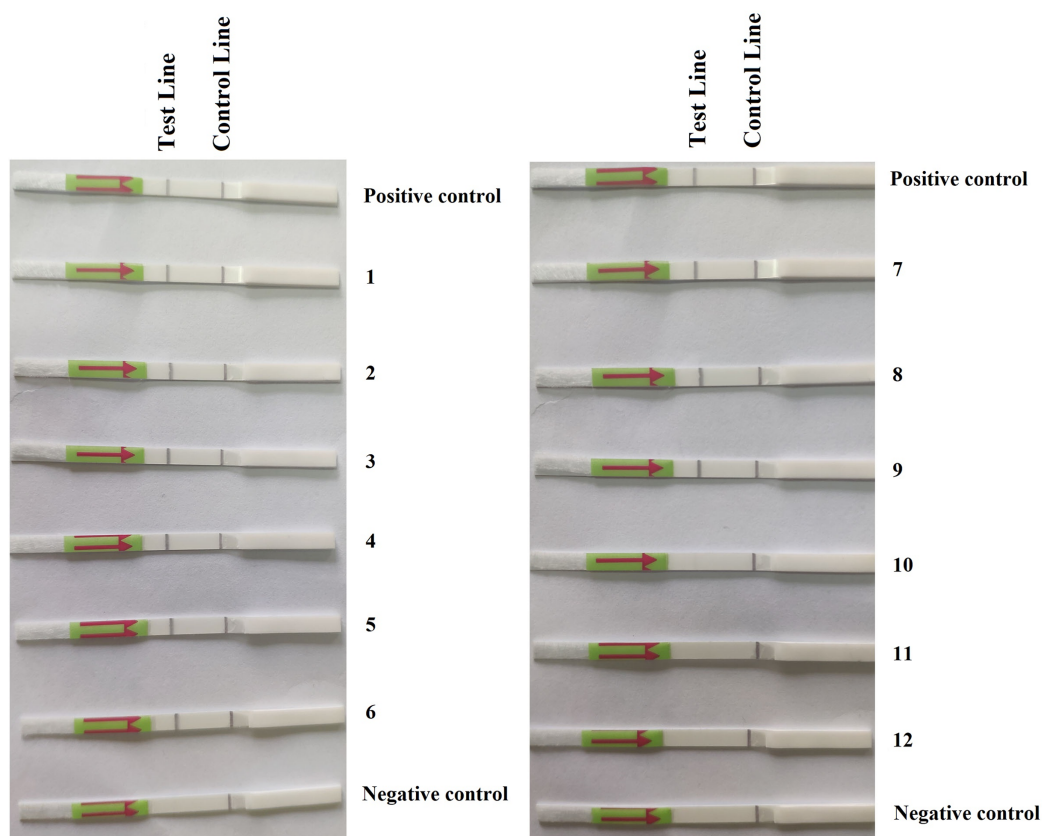 Test Line
Control Line
Positive control
1
2
3
4
5
6
Negative control
Test Line
Control Line
Positive control
7
8
9
10
11
12
Negative control